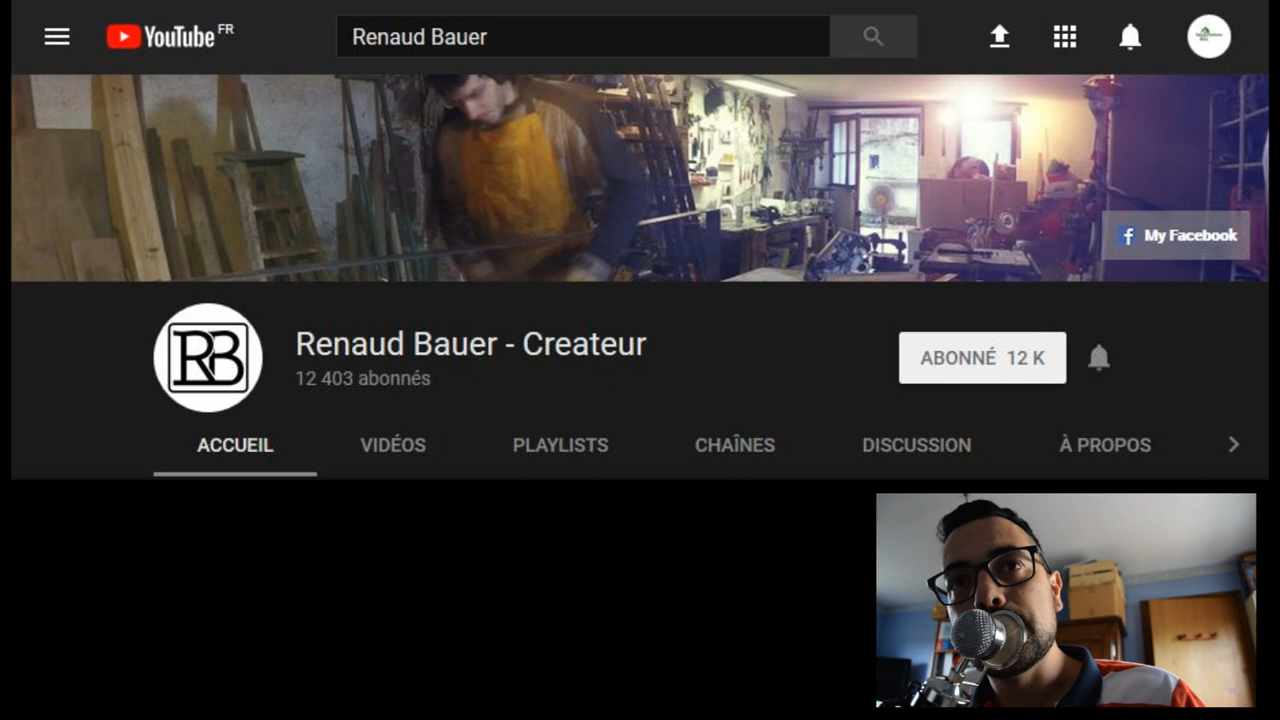 YouTube FR
Renaud Bauer
My Facebook
RB
Renaud Bauer - Createur
12 403 abonnés
ABONNÉ 12 K
ACCUEIL
VIDÉOS
PLAYLISTS
CHAÎNES
DISCUSSION
À PROPOS